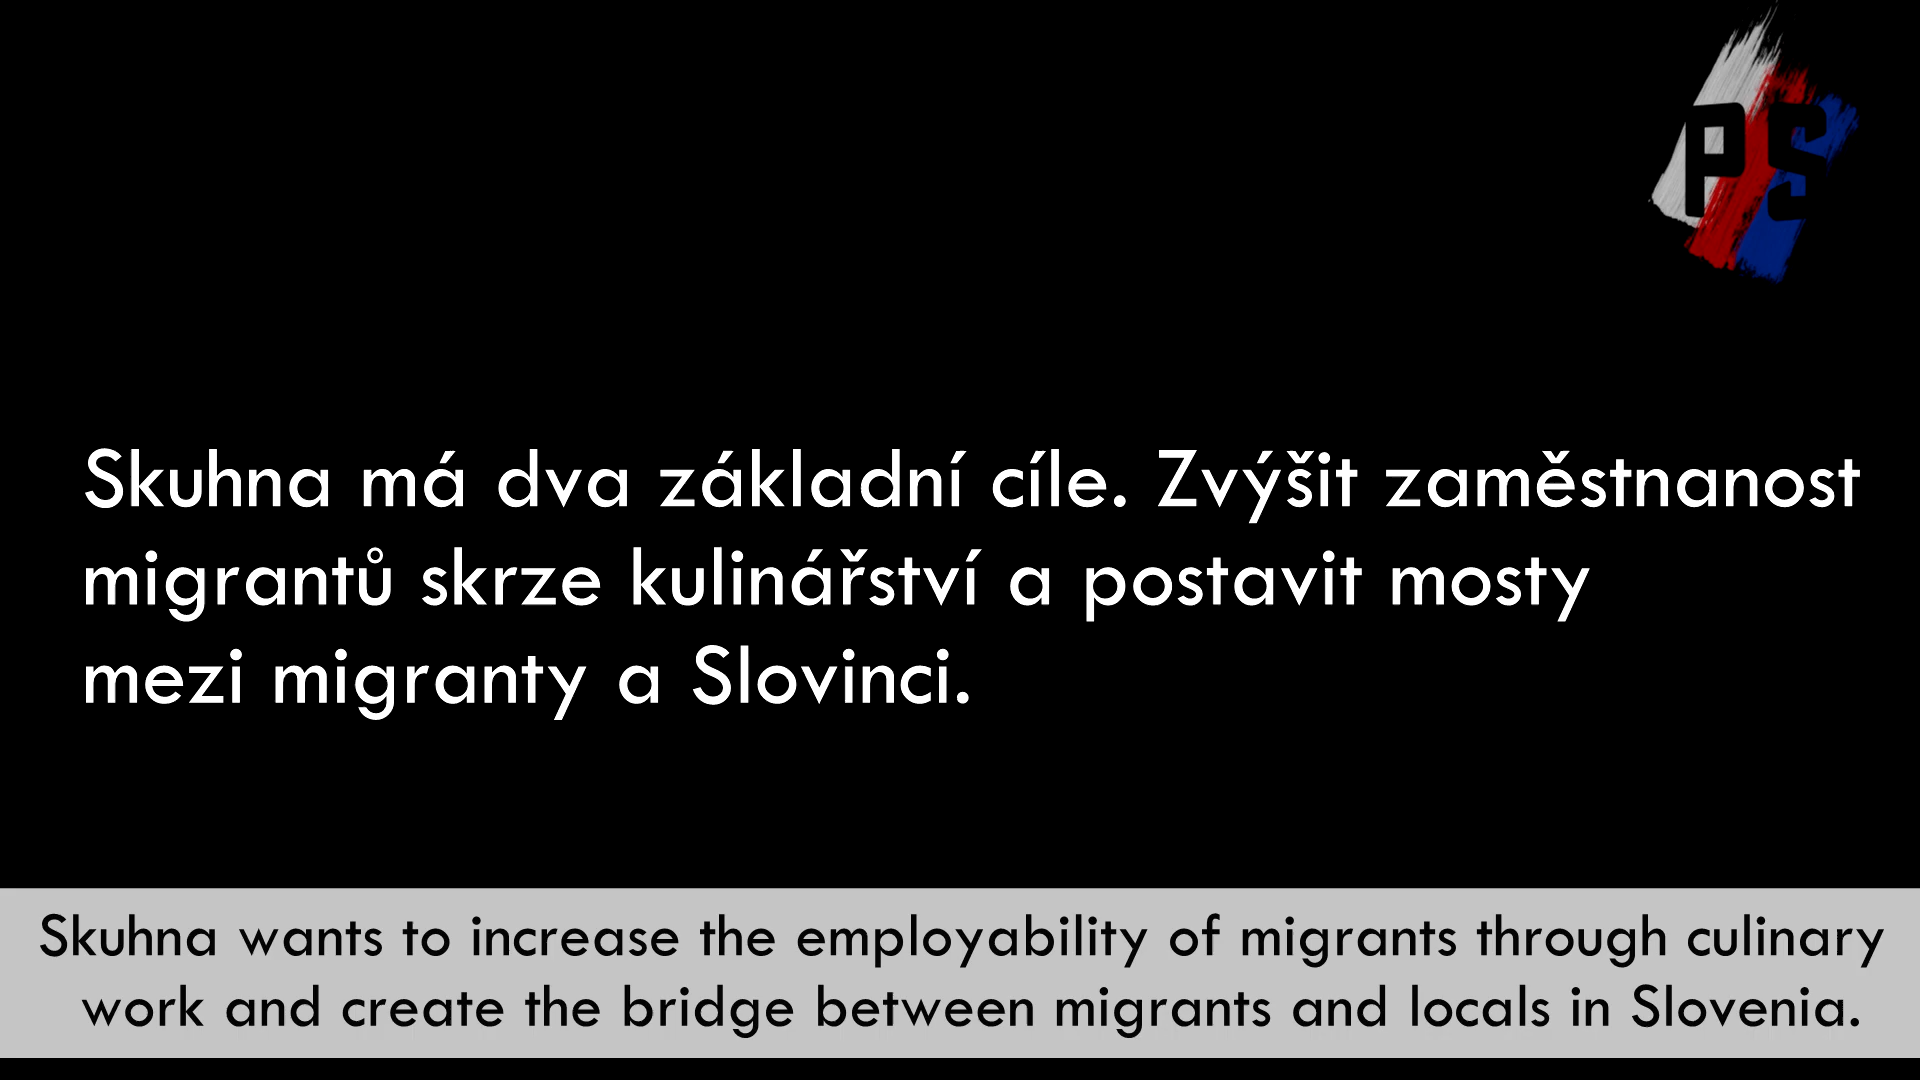 PS
Skuhna má dva základní cíle. Zvýšit zaměstnanost
migrantů skrze kulinářství a postavit mosty
mezi migranty a Slovinci.
Skuhna wants to increase the employability of migrants through culinary
work and create the bridge between migrants and locals in Slovenia.